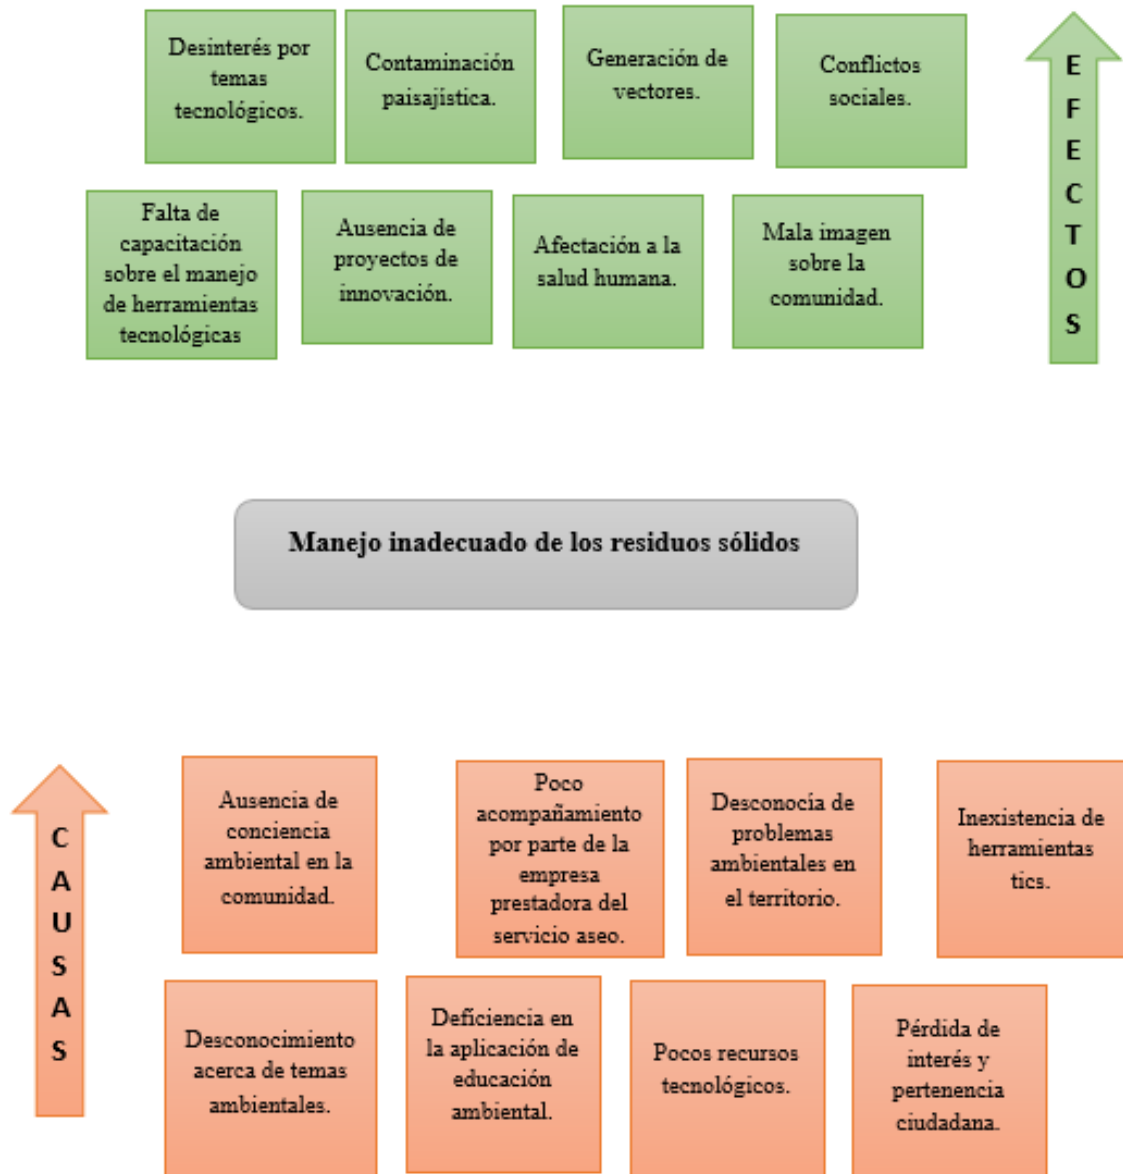 Desinterés por
temas
tecnológicos.
Contaminación
paisajística.
Generación de
vectores.
Conflictos
sociales.
E
F
E
C
T
O
S
Falta de
capacitación
sobre el manejo
de herramientas
tecnológicas
Ausencia de
proyectos de
innovación.
Afectación a la
salud humana.
Mala imagen
sobre la
comunidad.
Manejo inadecuado de los residuos sólidos
C
A
U
S
A
S
Ausencia de
conciencia
ambiental en la
comunidad.
Poco
acompañamiento
por parte de la
empresa
prestadora del
servicio aseo.
Desconocía de
problemas
ambientales en
el territorio.
Inexistencia de
herramientas
tics.
Desconocimiento
acerca de temas
ambientales.
Deficiencia en
la aplicación de
educación
ambiental.
Pocos recursos
tecnológicos.
Pérdida de
interés y
pertenencia
ciudadana.